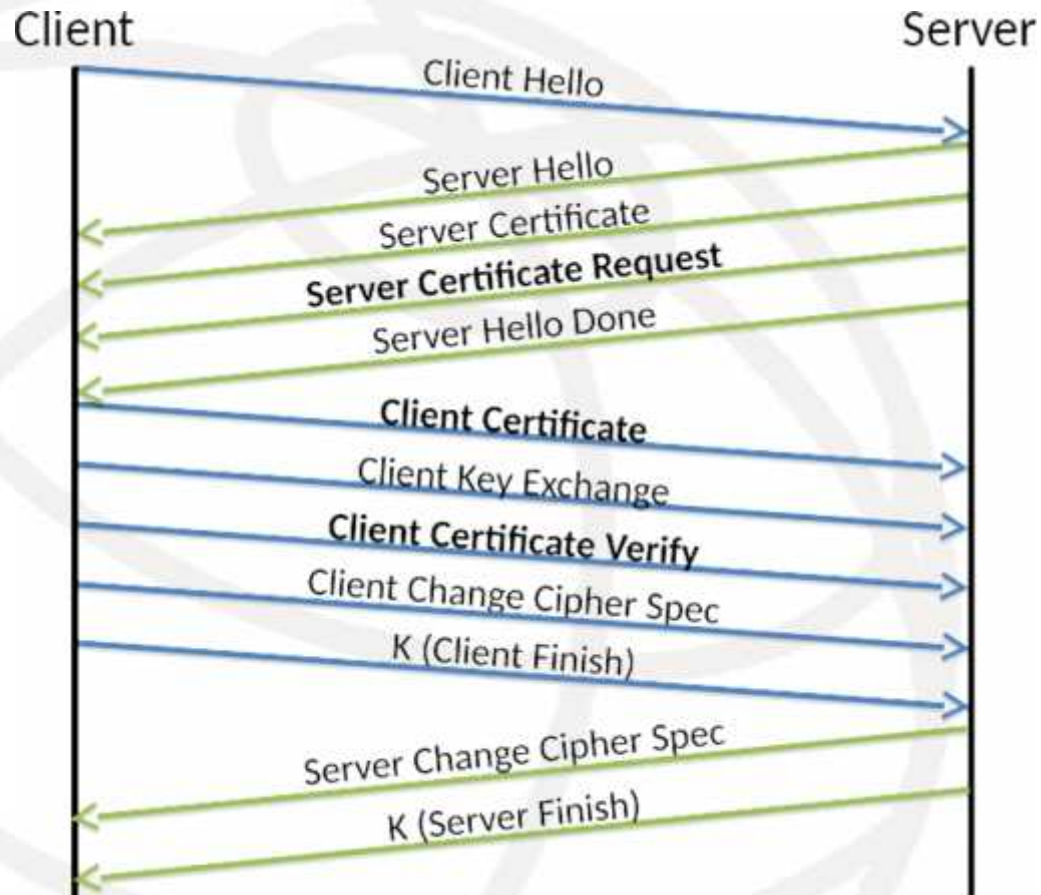 Client
Server
Client Hello
Server Hello
Server Certificate
Server Certificate Request
Server Hello Done
Client Certificate
Client Key Exchange
Client Certificate Verify
Client Change Cipher Spec
K (Client Finish)
Server Change Cipher Spec
K (Server Finish)